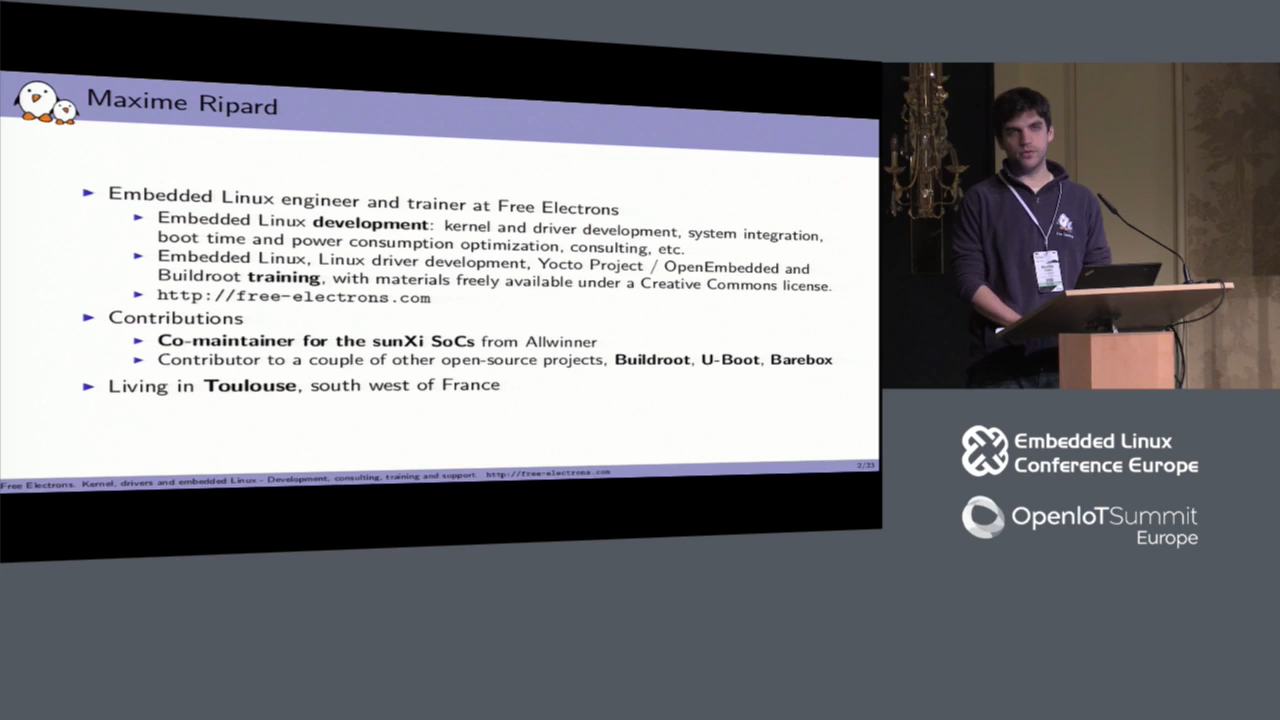 Maxime Ripard
► Embedded Linux engineer and trainer at Free Electrons
► Embedded Linux development: kernel and driver development, system integration,
boot time and power consumption optimization, consulting, etc.
► Embedded Linux, Linux driver development, Yocto Project / OpenEmbedded and
Buildroot training, with materials freely available under a Creative Commons license.
► http://free-electrons.com
► Contributions
► Co-maintainer for the sunXi SoCs from Allwinner
► Contributor to a couple of other open-source projects, Buildroot, U-Boot, Barebox
► Living in Toulouse, south west of France
Free Electrons. Kernel, drivers and embedded Linux - Development, consulting, training and support http://free-electrons.com
2/33
Embedded Linux
Conference Europe
OpenIoTSummit
Europe